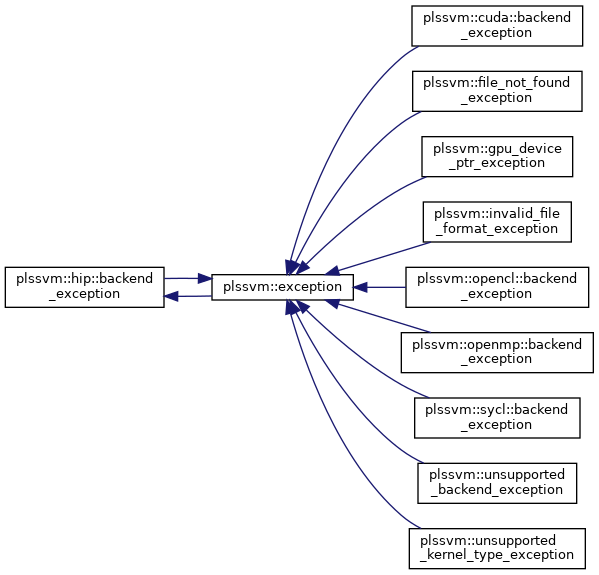 plssvm::cuda::backend
_exception
plssvm::file_not_found
_exception
plssvm::gpu_device
_ptr_exception
plssvm::invalid_file
_format_exception
plssvm::hip::backend
_exception
plssvm::exception
plssvm::opencl::backend
_exception
plssvm::openmp::backend
_exception
plssvm::sycl::backend
_exception
plssvm::unsupported
_backend_exception
plssvm::unsupported
_kernel_type_exception